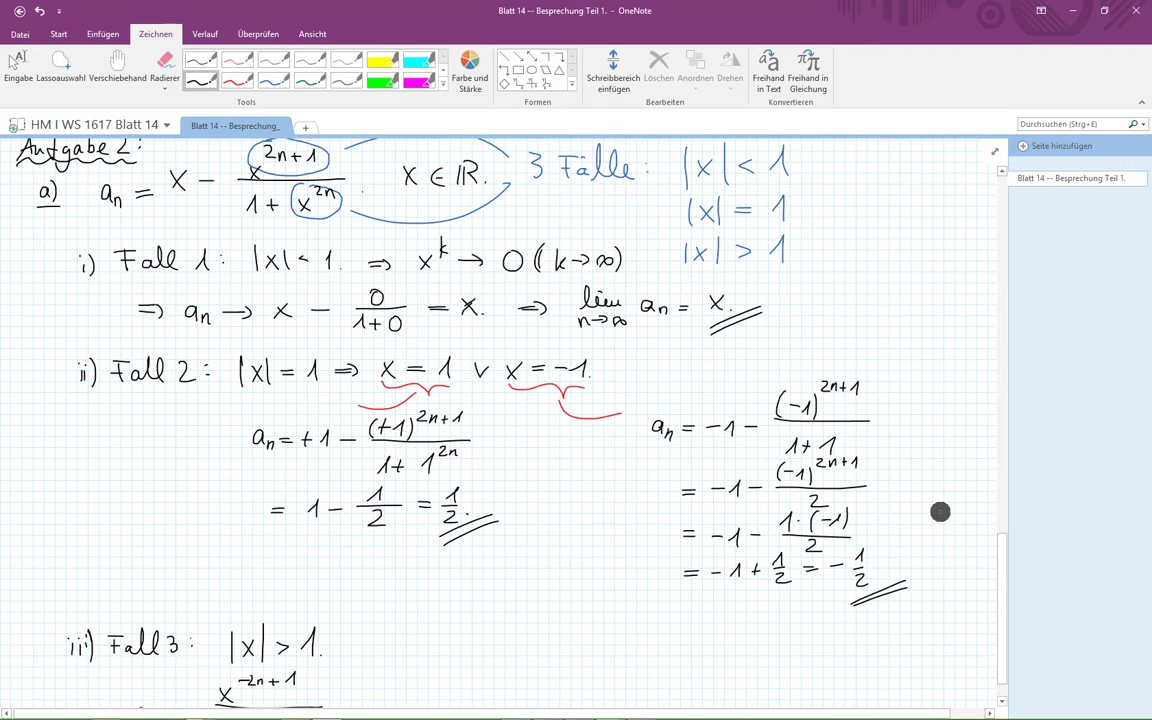 Blatt 14 -- Besprechung Teil 1. - OneNote
Datei Start Einfügen Zeichnen Verlauf Überprüfen Ansicht
Eingabe Lassoauswahl Verschiebehand Radierer Farbe und Stärke Schreibbereich einfügen Löschen Anordnen Drehen Freihand in Text Freihand in Gleichung
Tools Formen Bearbeiten Konvertieren
HM I WS 1617 Blatt 14 Blatt 14 -- Besprechung_ Durchsuchen (Strg+E)
Seite hinzufügen
Blatt 14 -- Besprechung Teil 1.
Aufgabe 2:
a) a_n = x - x^{2n+1} / (1 + x^{2n}) . x ∈ ℝ. 3 Fälle: |x| < 1
|x| = 1
|x| > 1
i) Fall 1: |x| < 1. ⇒ x^k → 0 ((k→∞)
⇒ a_n → x - 0/(1+0) = x. ⇒ lim_{n→∞} a_n = x.
ii) Fall 2: |x| = 1 ⇒ x = 1 ∨ x = -1.
a_n = +1 - (+1)^{2n+1} / (1 + 1^{2n})
= 1 - 1/2 = 1/2.
a_n = -1 - (-1)^{2n+1} / (1+1)
= -1 - (-1)^{2n+1} / 2
= -1 - 1·(-1) / 2
= -1 + 1/2 = - 1/2
iii) Fall 3: |x| > 1.
x^{-2n+1}